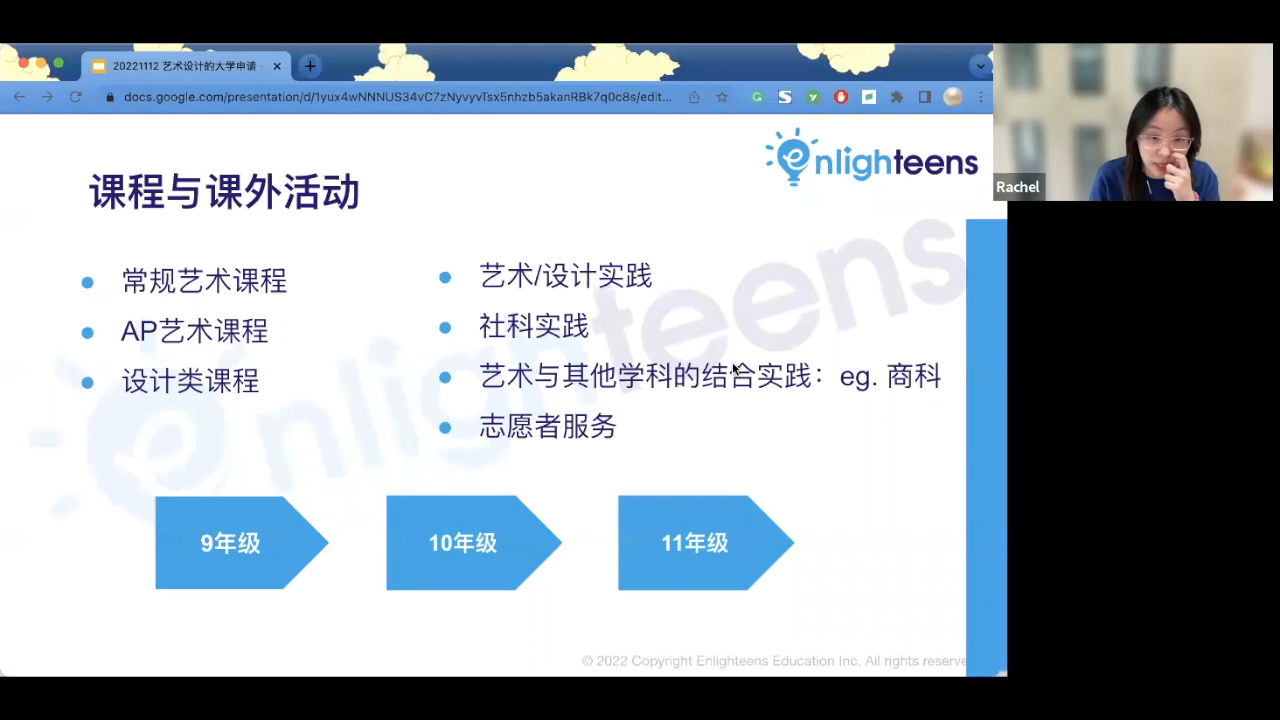 20221112 艺术设计的大学申请 -
docs.google.com/presentation/d/1yux4wNNNUS34vC7zNyvyvTsx5nhzb5akanRBk7q0c8s/edit...
enlighteens
Rachel
课程与课外活动
常规艺术课程
AP艺术课程
设计类课程
艺术/设计实践
社科实践
艺术与其他学科的结合实践：eg. 商科
志愿者服务
enlighteens
9年级
10年级
11年级
© 2022 Copyright Enlighteens Education Inc. All rights reserve